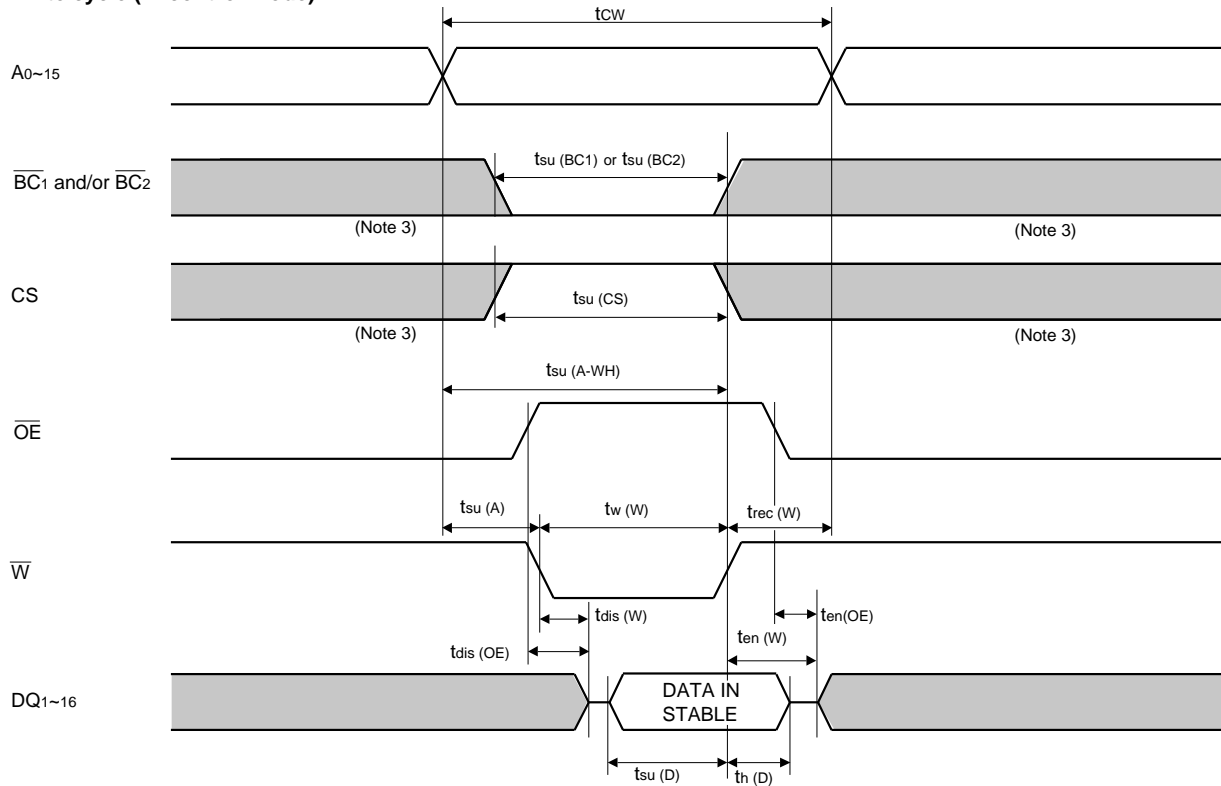 tCW
A0~15
BC1 and/or BC2
tsu (BC1) or tsu (BC2)
(Note 3)
(Note 3)
CS
tsu (CS)
(Note 3)
(Note 3)
tsu (A-WH)
OE
tsu (A)
tw (W)
trec (W)
W
tdis (W)
ten(OE)
tdis (OE)
ten (W)
DQ1~16
DATA IN
STABLE
tsu (D)
th (D)